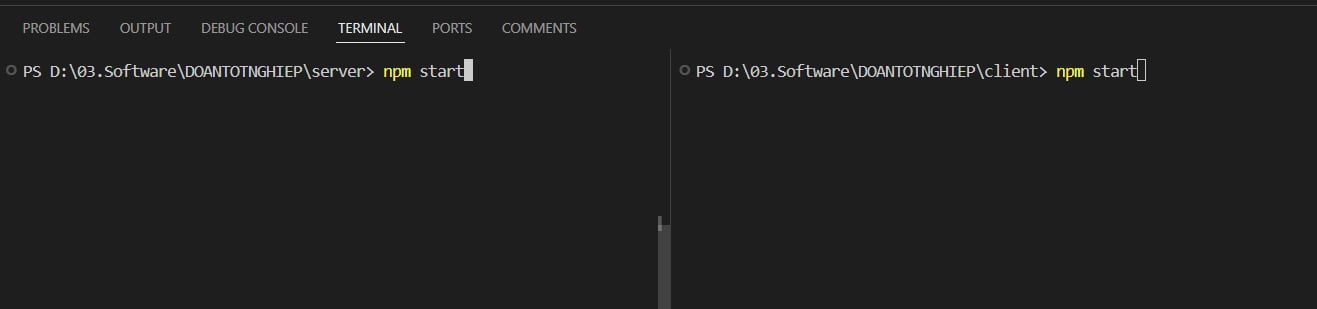 PROBLEMS OUTPUT DEBUG CONSOLE TERMINAL PORTS COMMENTS
PS D:\03.Software\DOANTOTNGHIEP\server> npm start
PS D:\03.Software\DOANTOTNGHIEP\client> npm start